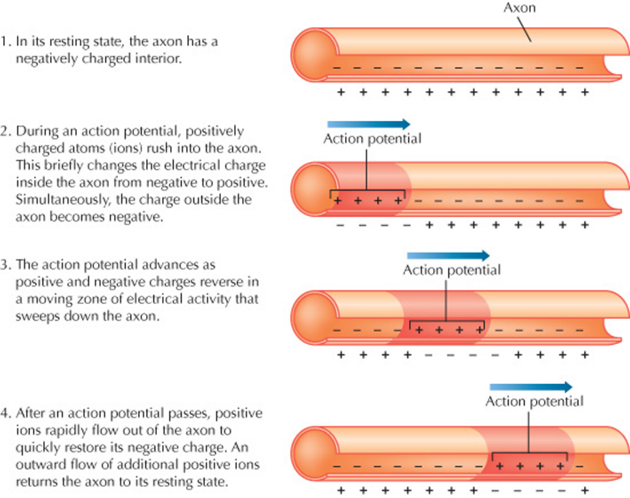 Axon
1. In its resting state, the axon has a
negatively charged interior.
– – – – – – – – – – – – –
+ + + + + + + + + + + + +
2. During an action potential, positively
charged atoms (ions) rush into the axon.
This briefly changes the electrical charge
inside the axon from negative to positive.
Simultaneously, the charge outside the
axon becomes negative.
Action potential
+ + + + – – – – – – – – –
– – – – + + + + + + + + +
3. The action potential advances as
positive and negative charges reverse in
a moving zone of electrical activity that
sweeps down the axon.
Action potential
– – – – + + + + – – – – –
+ + + + – – – – – + + + +
4. After an action potential passes, positive
ions rapidly flow out of the axon to
quickly restore its negative charge. An
outward flow of additional positive ions
returns the axon to its resting state.
Action potential
– – – – – – – – + + + + –
+ + + + + + + + – – – – +